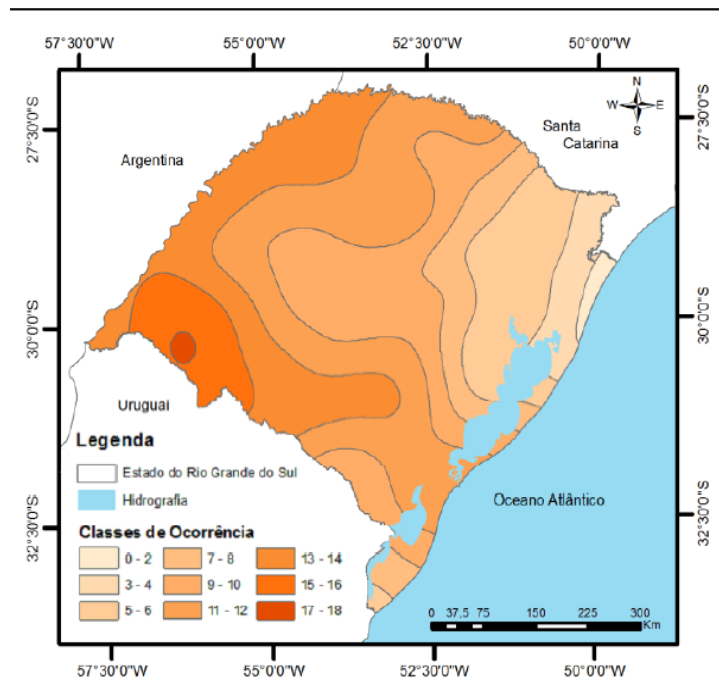 57°30'0"W 55°0'0"W 52°30'0"W 50°0'0"W
N
W E
S
27°30'0"S
27°30'0"S
Santa
Catarina
Argentina
30°0'0"S
30°0'0"S
Uruguai
Legenda
Estado do Rio Grande do Sul
Hidrografia
Oceano Atlântico
32°30'0"S
32°30'0"S
Classes de Ocorrência
0 - 2 7 - 8 13 - 14
3 - 4 9 - 10 15 - 16
5 - 6 11 - 12 17 - 18
0 37,5 75 150 225 300
Km
57°30'0"W 55°0'0"W 52°30'0"W 50°0'0"W